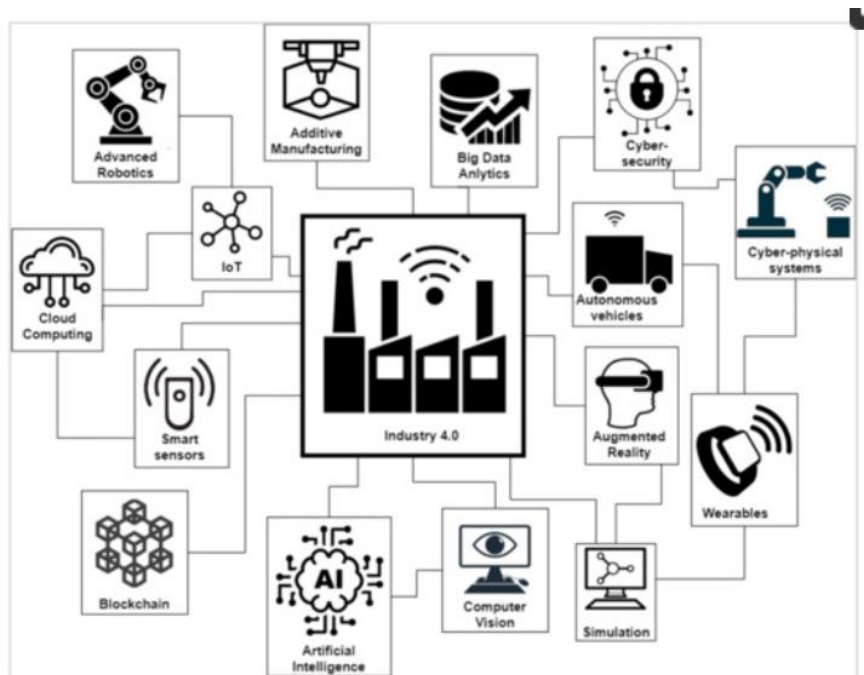 Advanced
Robotics
Additive
Manufacturing
Big Data
Anlytics
Cyber-
security
Cyber-physical
systems
IoT
Cloud
Computing
Autonomous
vehicles
Smart
sensors
Industry 4.0
Augmented
Reality
Wearables
Blockchain
AI
Artificial
Intelligence
Computer
Vision
Simulation